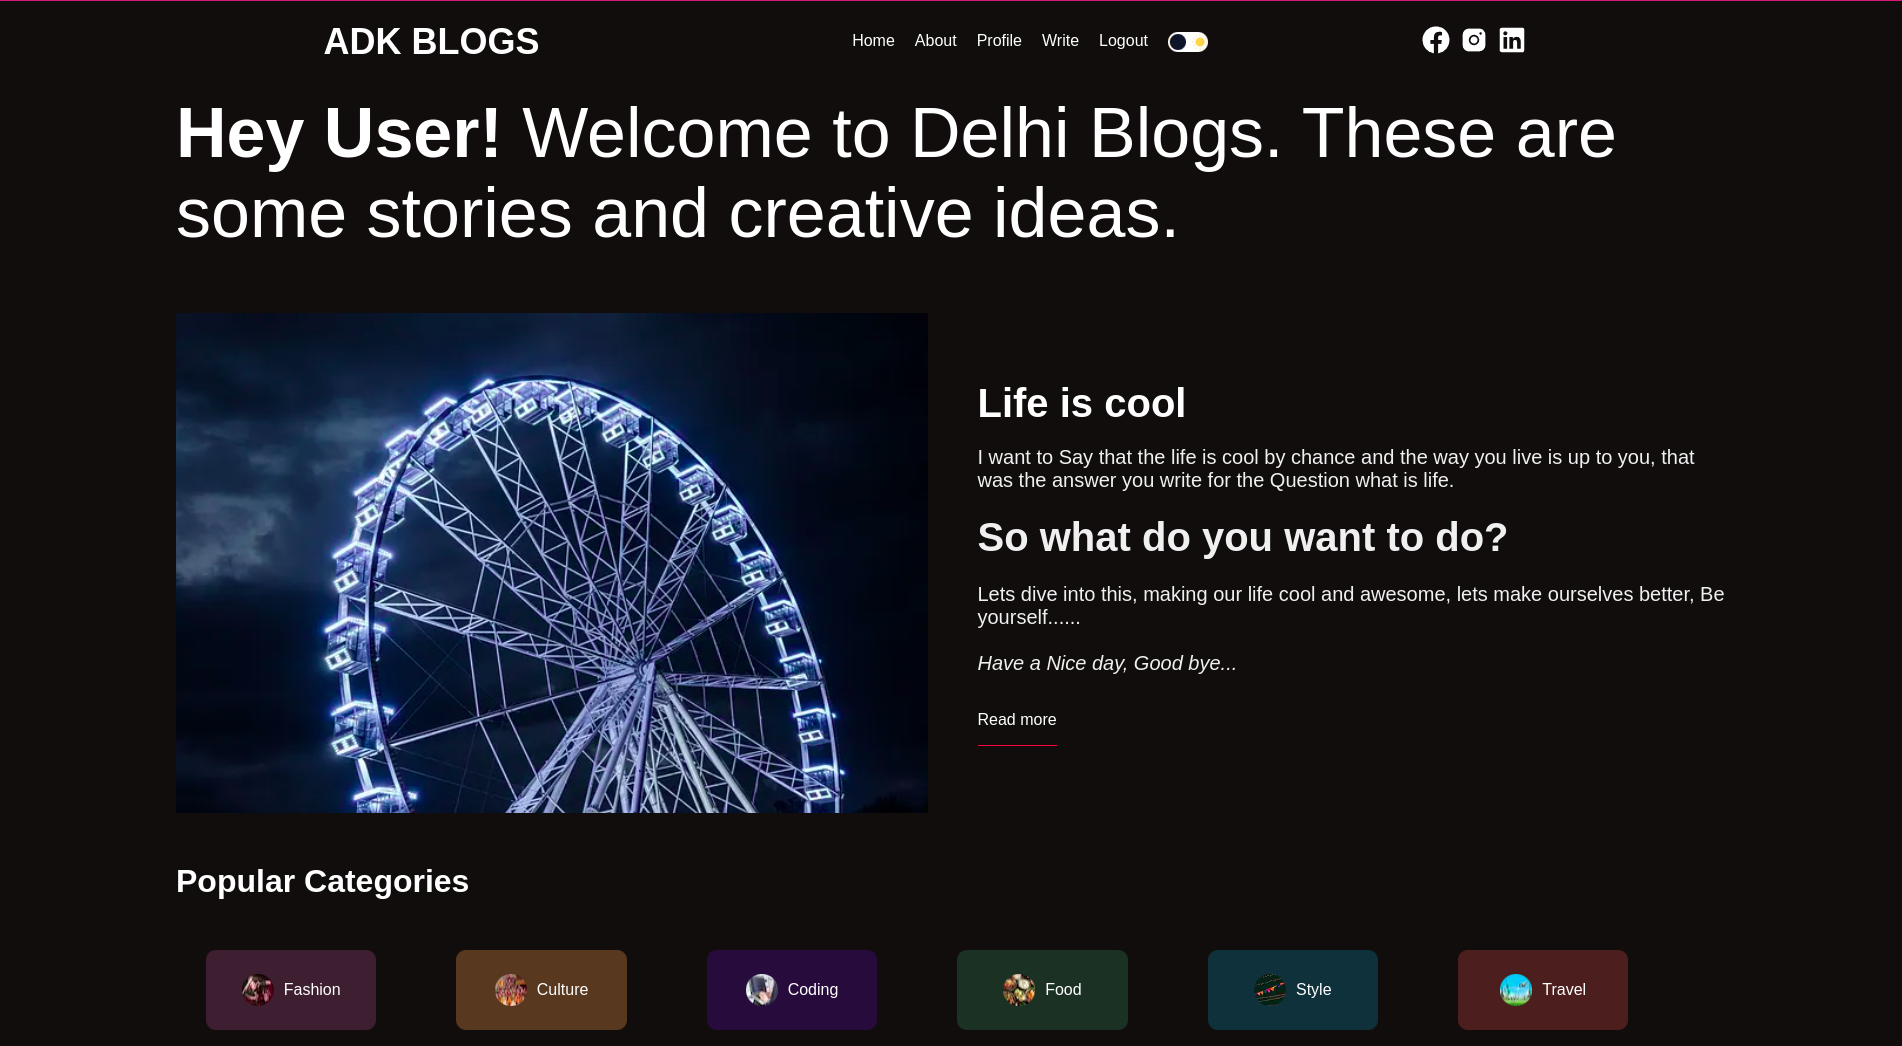 ADK BLOGS
Home About Profile Write Logout
Hey User! Welcome to Delhi Blogs. These are
some stories and creative ideas.
Life is cool
I want to Say that the life is cool by chance and the way you live is up to you, that
was the answer you write for the Question what is life.
So what do you want to do?
Lets dive into this, making our life cool and awesome, lets make ourselves better, Be
yourself......
Have a Nice day, Good bye...
Read more
Popular Categories
Fashion Culture Coding Food Style Travel